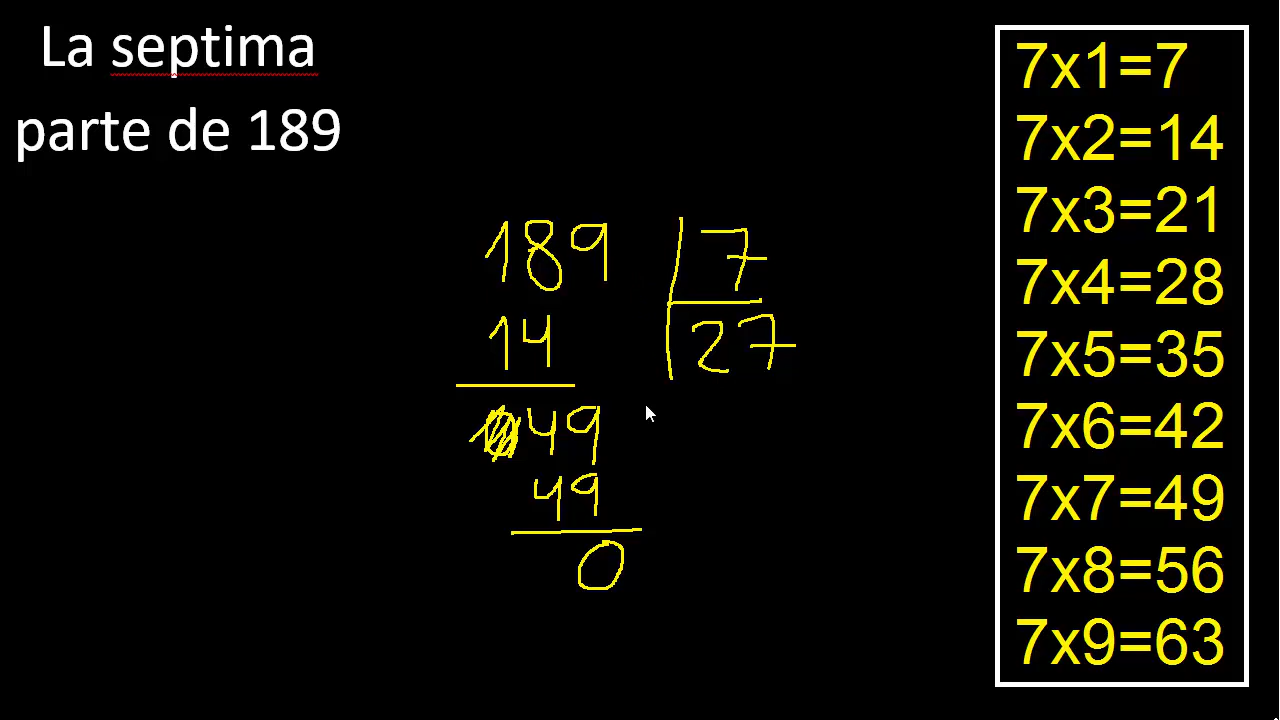 La septima
parte de 189
189 7
14 27
49
49
0
7x1=7
7x2=14
7x3=21
7x4=28
7x5=35
7x6=42
7x7=49
7x8=56
7x9=63